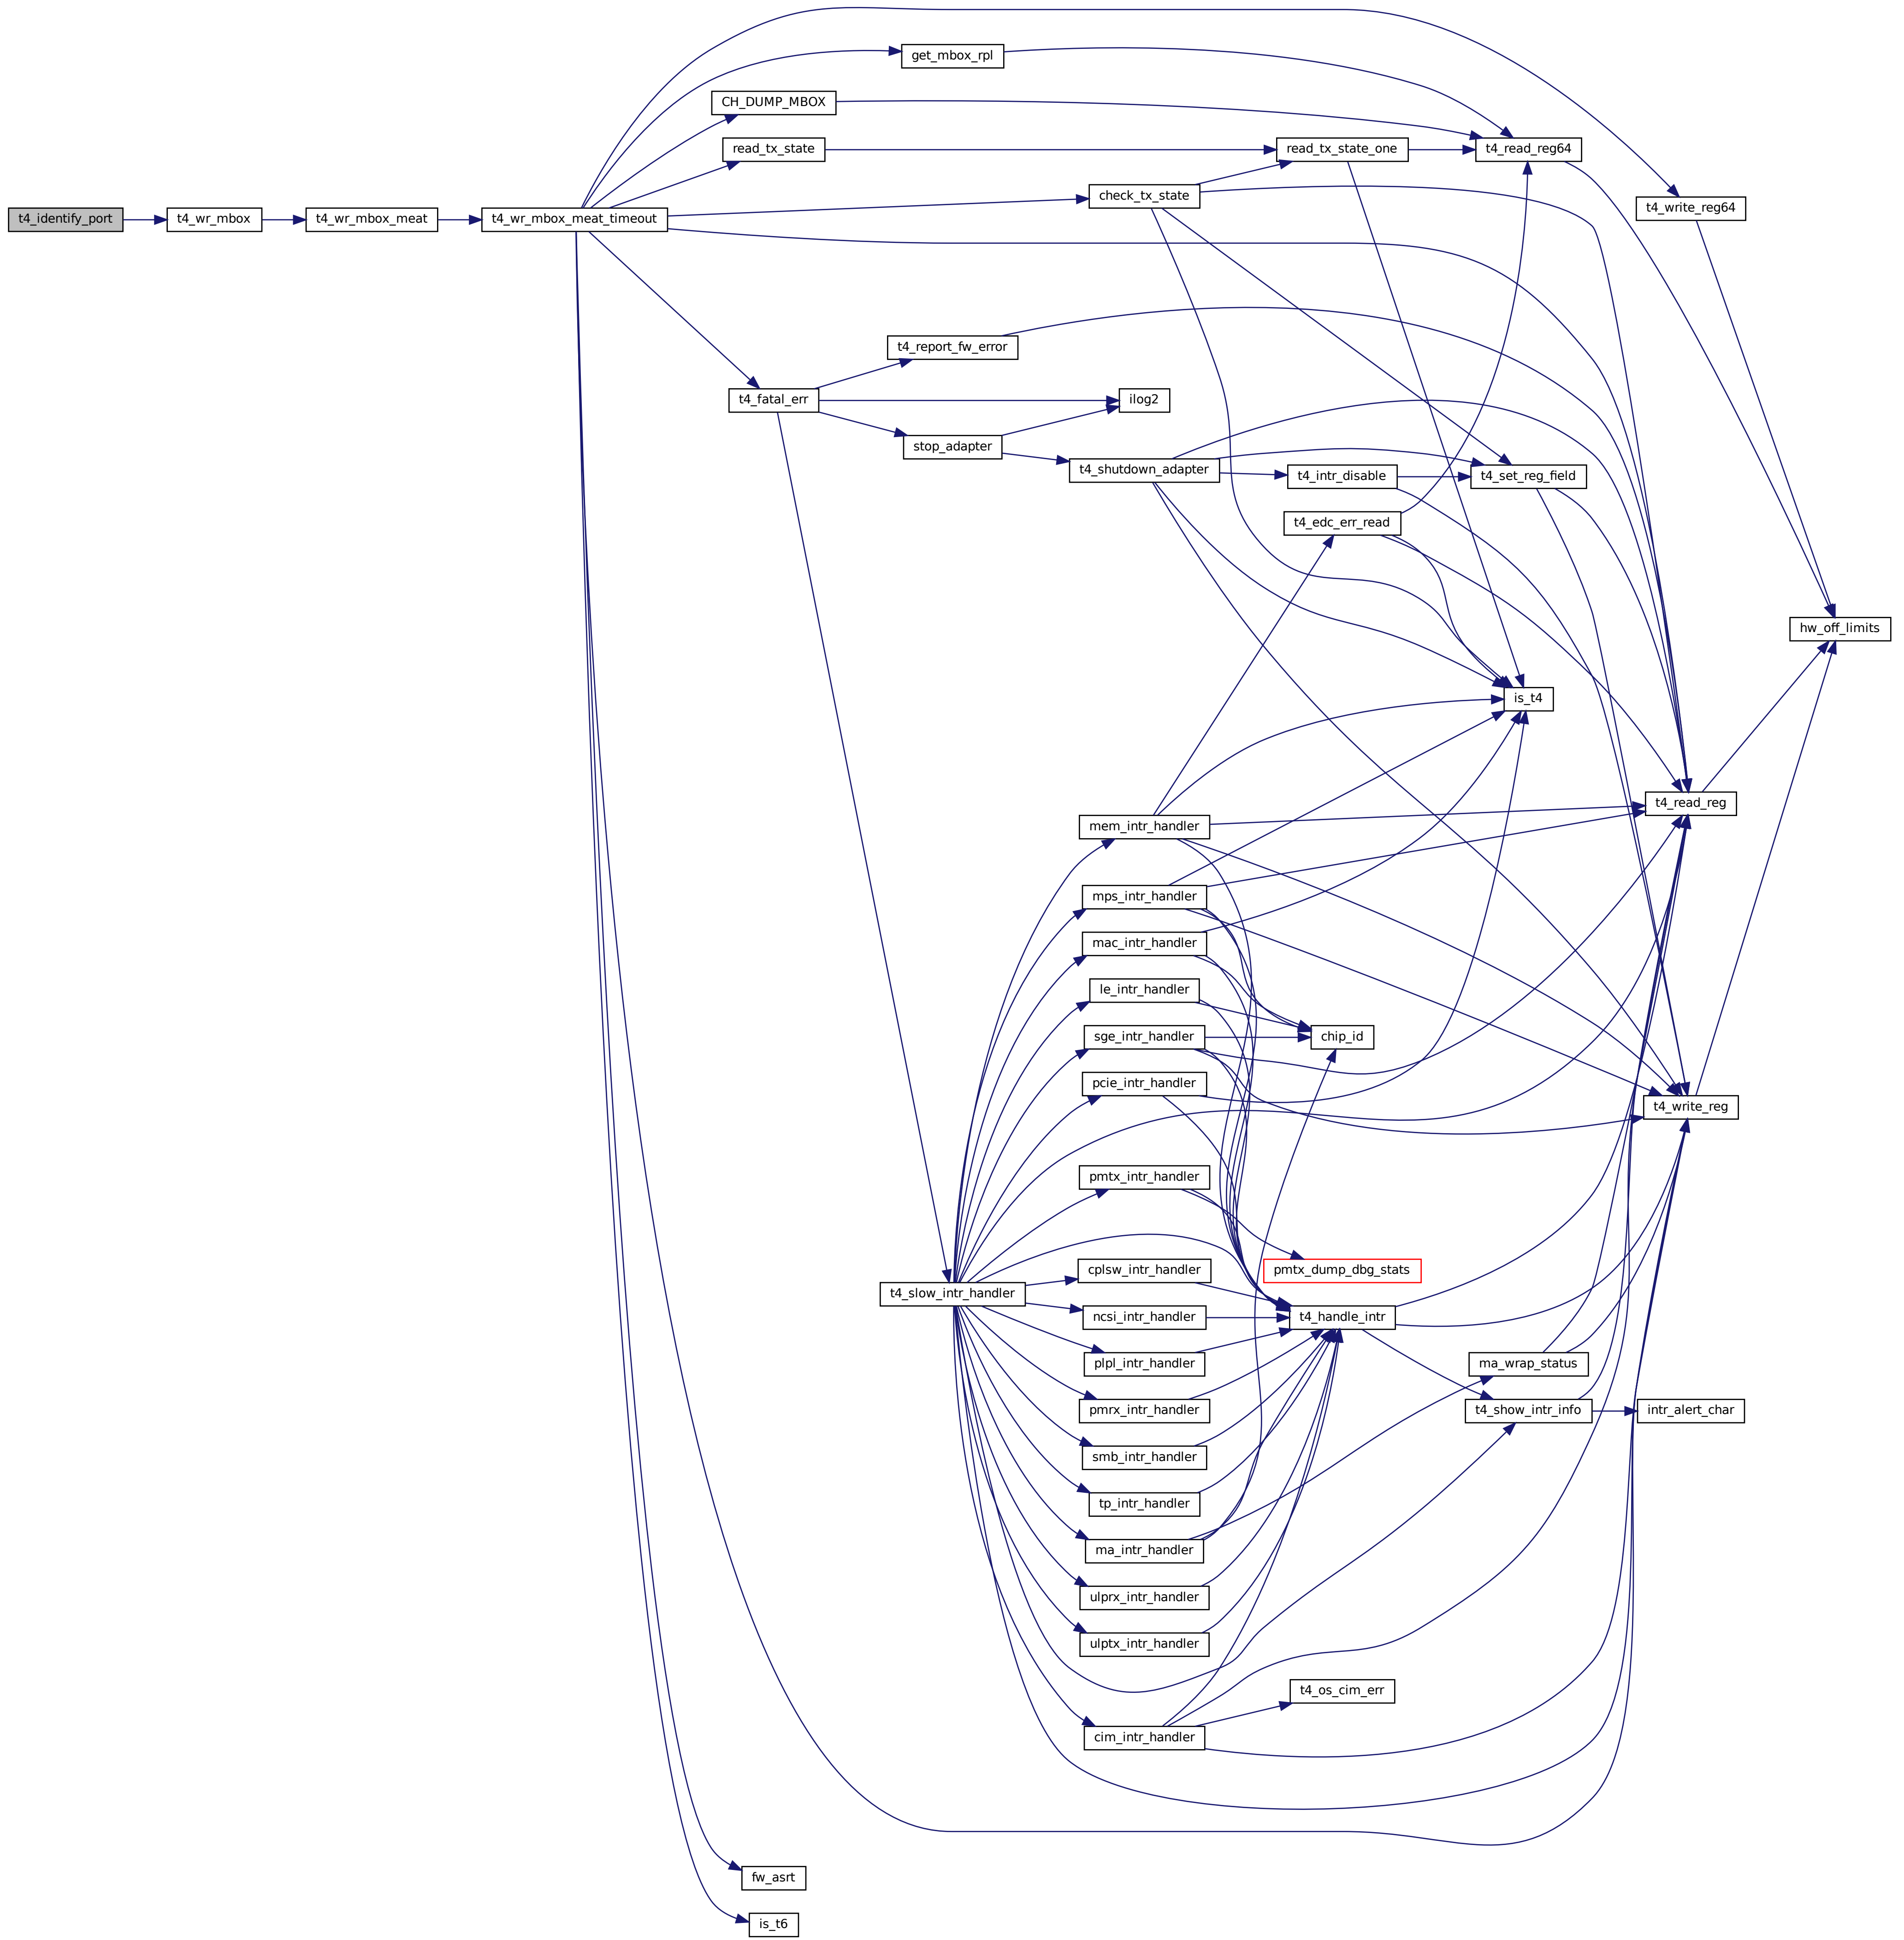 t4_identify_port
t4_wr_mbox
t4_wr_mbox_meat
t4_wr_mbox_meat_timeout
get_mbox_rpl
CH_DUMP_MBOX
read_tx_state
read_tx_state_one
t4_read_reg64
check_tx_state
t4_write_reg64
t4_report_fw_error
t4_fatal_err
ilog2
stop_adapter
t4_shutdown_adapter
t4_intr_disable
t4_set_reg_field
t4_edc_err_read
hw_off_limits
is_t4
t4_read_reg
mem_intr_handler
mps_intr_handler
mac_intr_handler
le_intr_handler
sge_intr_handler
chip_id
pcie_intr_handler
t4_write_reg
pmtx_intr_handler
cplsw_intr_handler
pmtx_dump_dbg_stats
t4_slow_intr_handler
ncsi_intr_handler
t4_handle_intr
plpl_intr_handler
ma_wrap_status
pmrx_intr_handler
t4_show_intr_info
intr_alert_char
smb_intr_handler
tp_intr_handler
ma_intr_handler
ulprx_intr_handler
ulptx_intr_handler
t4_os_cim_err
cim_intr_handler
fw_asrt
is_t6